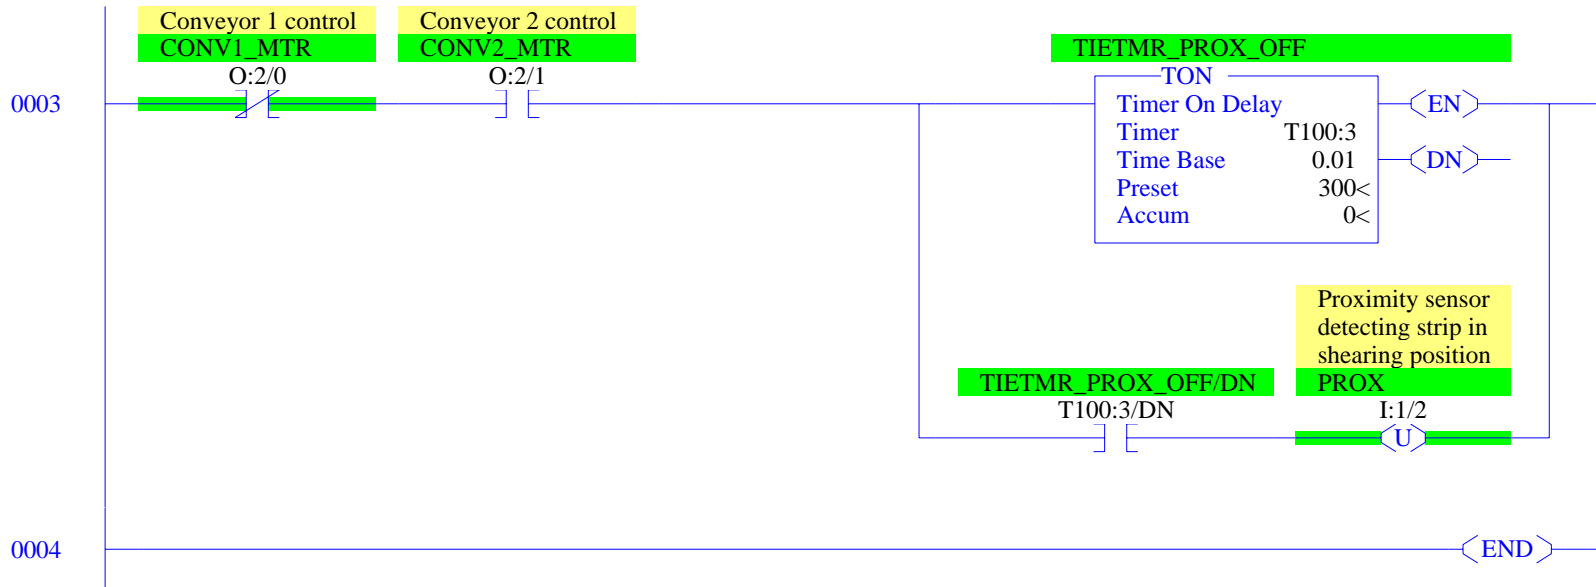 Conveyor 1 control
CONV1_MTR
O:2/0
Conveyor 2 control
CONV2_MTR
O:2/1
0003
TIETMR_PROX_OFF
TON
Timer On Delay
Timer T100:3
Time Base 0.01
Preset 300<
Accum 0<
EN
DN
TIETMR_PROX_OFF/DN
T100:3/DN
Proximity sensor
detecting strip in
shearing position
PROX
I:1/2
U
0004
END